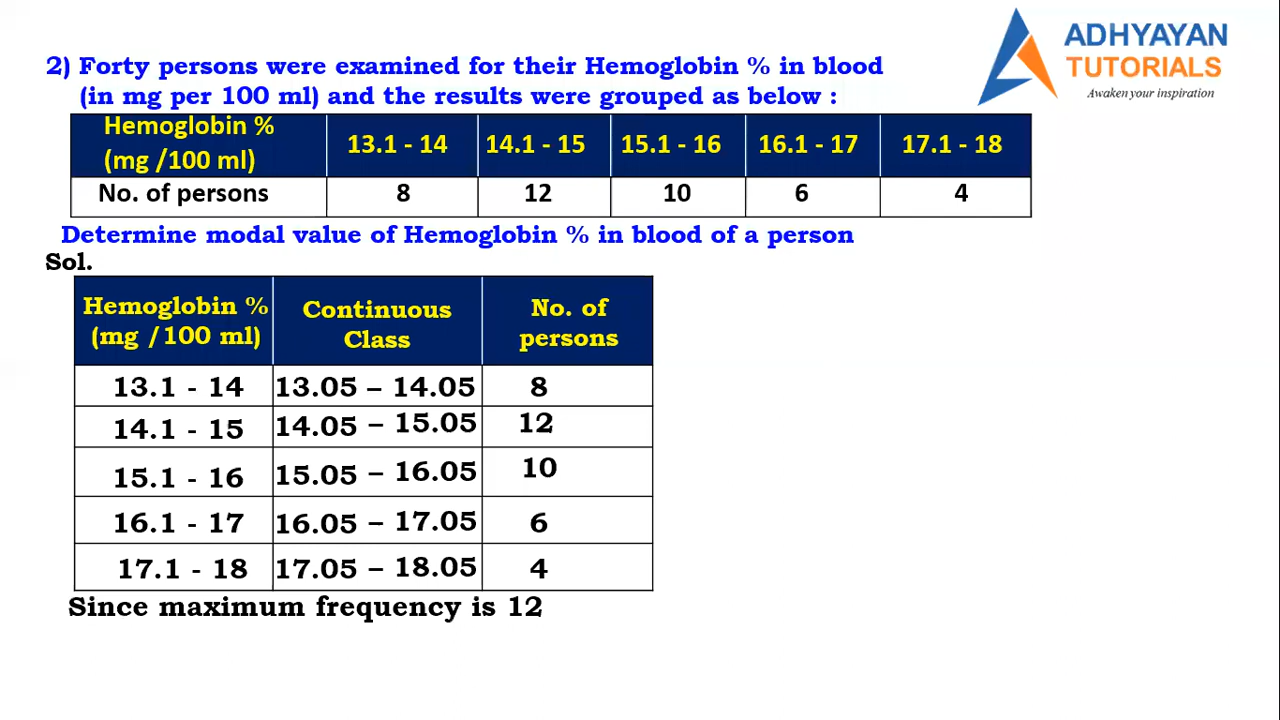 ADHYAYAN
TUTORIALS
Awaken your inspiration
2) Forty persons were examined for their Hemoglobin % in blood
(in mg per 100 ml) and the results were grouped as below :
Hemoglobin % (mg /100 ml) 13.1 - 14 14.1 - 15 15.1 - 16 16.1 - 17 17.1 - 18
No. of persons 8 12 10 6 4
Determine modal value of Hemoglobin % in blood of a person
Sol.
Hemoglobin % (mg /100 ml) Continuous Class No. of persons
13.1 - 14 13.05 – 14.05 8
14.1 - 15 14.05 – 15.05 12
15.1 - 16 15.05 – 16.05 10
16.1 - 17 16.05 – 17.05 6
17.1 - 18 17.05 – 18.05 4
Since maximum frequency is 12